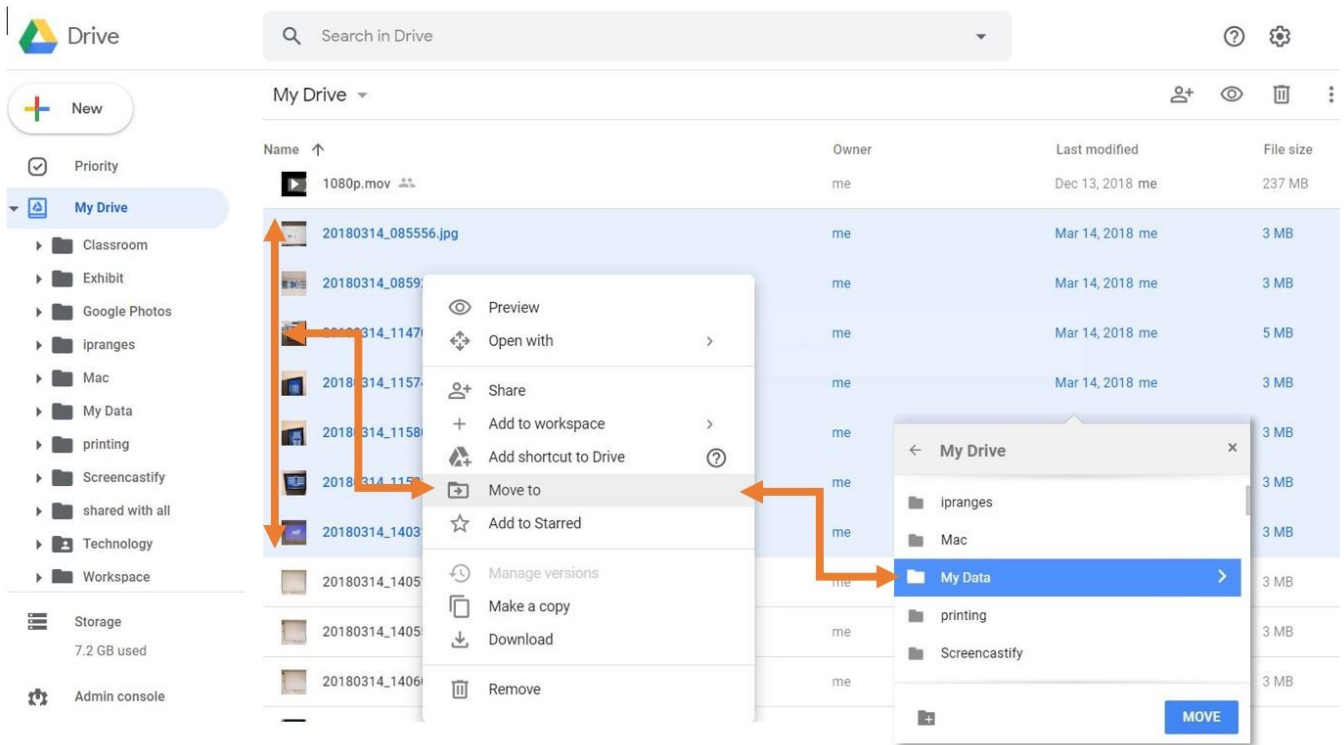 Drive
Search in Drive
New
My Drive
Name Owner Last modified File size
Priority
My Drive
Classroom
Exhibit
Google Photos
ipranges
Mac
My Data
printing
Screencastify
shared with all
Technology
Workspace
Storage
7.2 GB used
Admin console
1080p.mov me Dec 13, 2018 me 237 MB
20180314_085556.jpg me Mar 14, 2018 me 3 MB
20180314_0859 me Mar 14, 2018 me 3 MB
me Mar 14, 2018 me 5 MB
me Mar 14, 2018 me 3 MB
me 3 MB
me 3 MB
20180314_1403 me 3 MB
20180314_1405 me 3 MB
20180314_1405 me 3 MB
20180314_1406 me 3 MB
Preview
Open with
Share
Add to workspace
Add shortcut to Drive
Move to
Add to Starred
Manage versions
Make a copy
Download
Remove
My Drive
ipranges
Mac
My Data
printing
Screencastify
MOVE